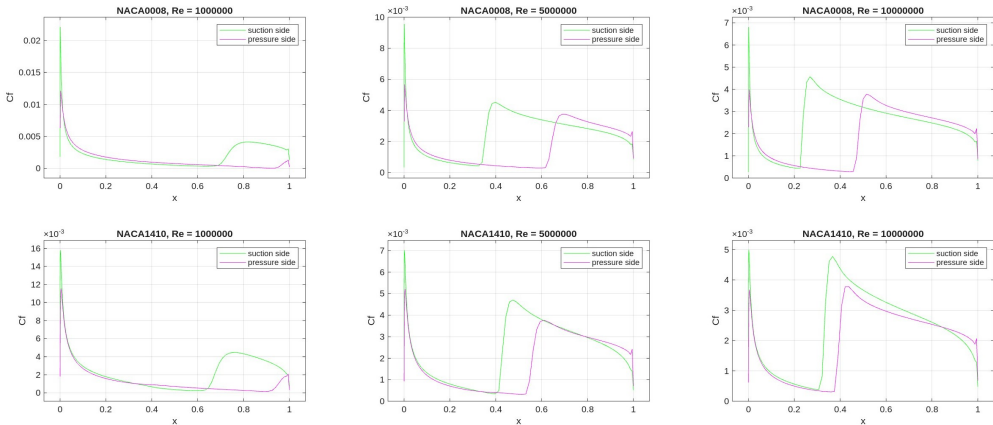 NACA0008, Re = 1000000
suction side
pressure side
0.02
0.015
0.01
0.005
0
Cf
0 0.2 0.4 0.6 0.8 1
x
NACA0008, Re = 5000000
×10⁻³
suction side
pressure side
10
8
6
4
2
0
Cf
0 0.2 0.4 0.6 0.8 1
x
NACA0008, Re = 10000000
×10⁻³
suction side
pressure side
7
6
5
4
3
2
1
0
Cf
0 0.2 0.4 0.6 0.8 1
x
NACA1410, Re = 1000000
×10⁻³
suction side
pressure side
16
14
12
10
8
6
4
2
0
Cf
0 0.2 0.4 0.6 0.8 1
x
NACA1410, Re = 5000000
×10⁻³
suction side
pressure side
7
6
5
4
3
2
1
0
Cf
0 0.2 0.4 0.6 0.8 1
x
NACA1410, Re = 10000000
×10⁻³
suction side
pressure side
5
4
3
2
1
0
Cf
0 0.2 0.4 0.6 0.8 1
x